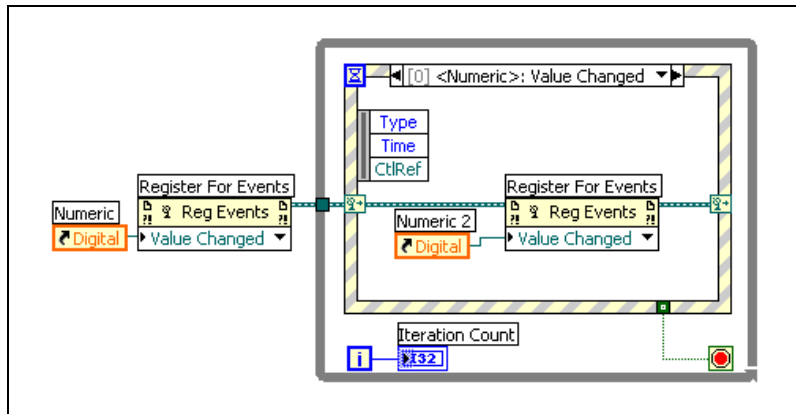 [0] <Numeric>: Value Changed
Type
Time
CtlRef
Register For Events
Reg Events
Value Changed
Numeric
Digital
Register For Events
Reg Events
Value Changed
Numeric 2
Digital
Iteration Count
i
I32